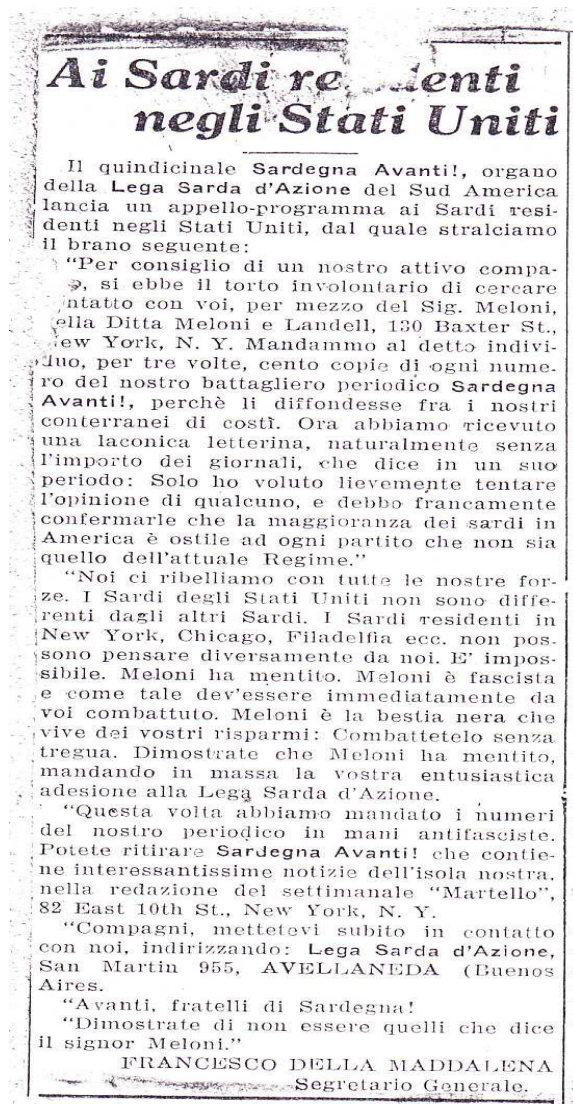 Ai Sardi re denti
negli Stati Uniti
Il quindicinale Sardegna Avanti!, organo
della Lega Sarda d'Azione del Sud America
lancia un appello-programma ai Sardi resi-
denti negli Stati Uniti, dal quale stralciamo
il brano seguente:
"Per consiglio di un nostro attivo compa-
o, si ebbe il torto involontario di cercare
ntatto con voi, per mezzo del Sig. Meloni,
ella Ditta Meloni e Landell, 130 Baxter St.,
New York, N. Y. Mandammo al detto indivi-
duo, per tre volte, cento copie di ogni nume-
ro del nostro battagliero periodico Sardegna
Avanti!, perchè li diffondesse fra i nostri
conterranei di costì. Ora abbiamo ricevuto
una laconica letterina, naturalmente senza
l'importo dei giornali, che dice in un suo
periodo: Solo ho voluto lievemente tentare
l'opinione di qualcuno, e debbo francamente
confermarle che la maggioranza dei sardi in
America è ostile ad ogni partito che non sia
quello dell'attuale Regime."
"Noi ci ribelliamo con tutte le nostre for-
ze. I Sardi degli Stati Uniti non sono diffe-
renti dagli altri Sardi. I Sardi residenti in
New York, Chicago, Filadelfia ecc. non pos-
sono pensare diversamente da noi. E' impos-
sibile. Meloni ha mentito. Meloni è fascista
e come tale dev'essere immediatamente da
voi combattuto. Meloni è la bestia nera che
vive dei vostri risparmi: Combattetelo senza
tregua. Dimostrate che Meloni ha mentito,
mandando in massa la vostra entusiastica
adesione alla Lega Sarda d'Azione.
"Questa volta abbiamo mandato i numeri
del nostro periodico in mani antifasciste.
Potete ritirare Sardegna Avanti! che contie-
ne interessantissime notizie dell'isola nostra,
nella redazione del settimanale "Martello",
82 East 10th St., New York, N. Y.
"Compagni, mettetevi subito in contatto
con noi, indirizzando: Lega Sarda d'Azione,
San Martin 955, AVELLANEDA (Buenos
Aires.
"Avanti, fratelli di Sardegna!
"Dimostrate di non essere quelli che dice
il signor Meloni."
FRANCESCO DELLA MADDALENA
Segretario Generale.